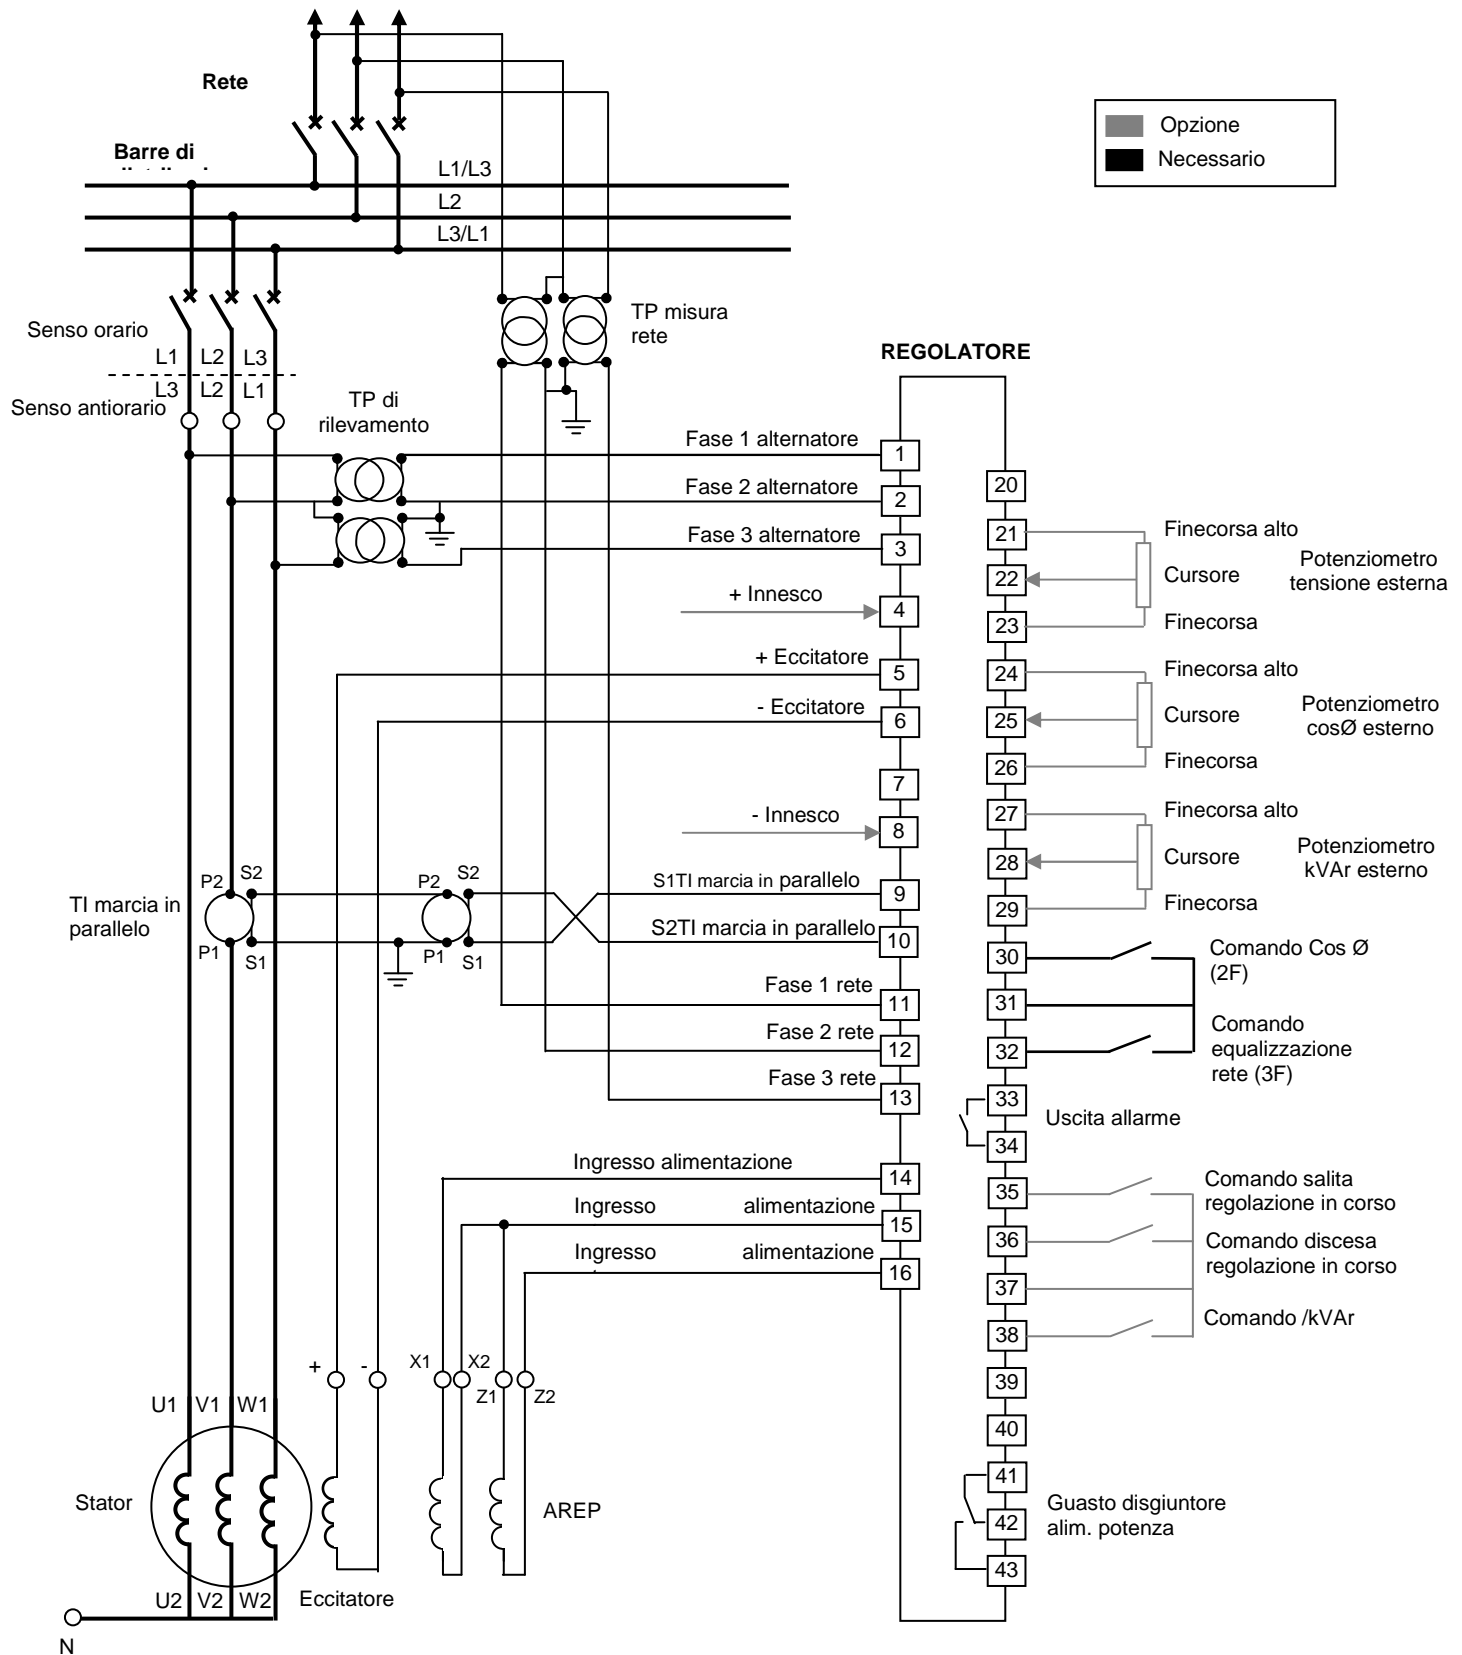 Rete
Opzione
Necessario
Barre di
L1/L3
L2
L3/L1
TP misura
rete
Senso orario
L1 L2 L3
L3 L2 L1
Senso antiorario
TP di
rilevamento
REGOLATORE
Fase 1 alternatore
1
Fase 2 alternatore
2
Fase 3 alternatore
3
+ Innesco
4
+ Eccitatore
5
- Eccitatore
6
7
- Innesco
8
S1TI marcia in parallelo
9
S2TI marcia in parallelo
10
Fase 1 rete
11
Fase 2 rete
12
Fase 3 rete
13
Ingresso alimentazione
14
Ingresso alimentazione
15
Ingresso alimentazione
16
TI marcia in
parallelo
P2 S2
P1 S1
P2 S2
P1 S1
20
21
Finecorsa alto
22
Cursore
23
Finecorsa
Potenziometro
tensione esterna
24
Finecorsa alto
25
Cursore
26
Finecorsa
Potenziometro
cosØ esterno
27
Finecorsa alto
28
Cursore
29
Finecorsa
Potenziometro
kVAr esterno
30
Comando Cos Ø
(2F)
31
32
Comando
equalizzazione
rete (3F)
33
Uscita allarme
34
35
Comando salita
regolazione in corso
36
Comando discesa
regolazione in corso
37
38
Comando /kVAr
39
40
41
42
43
Guasto disgiuntore
alim. potenza
+ -
X1 X2
Z1 Z2
U1 V1 W1
Stator
AREP
Eccitatore
U2 V2 W2
N